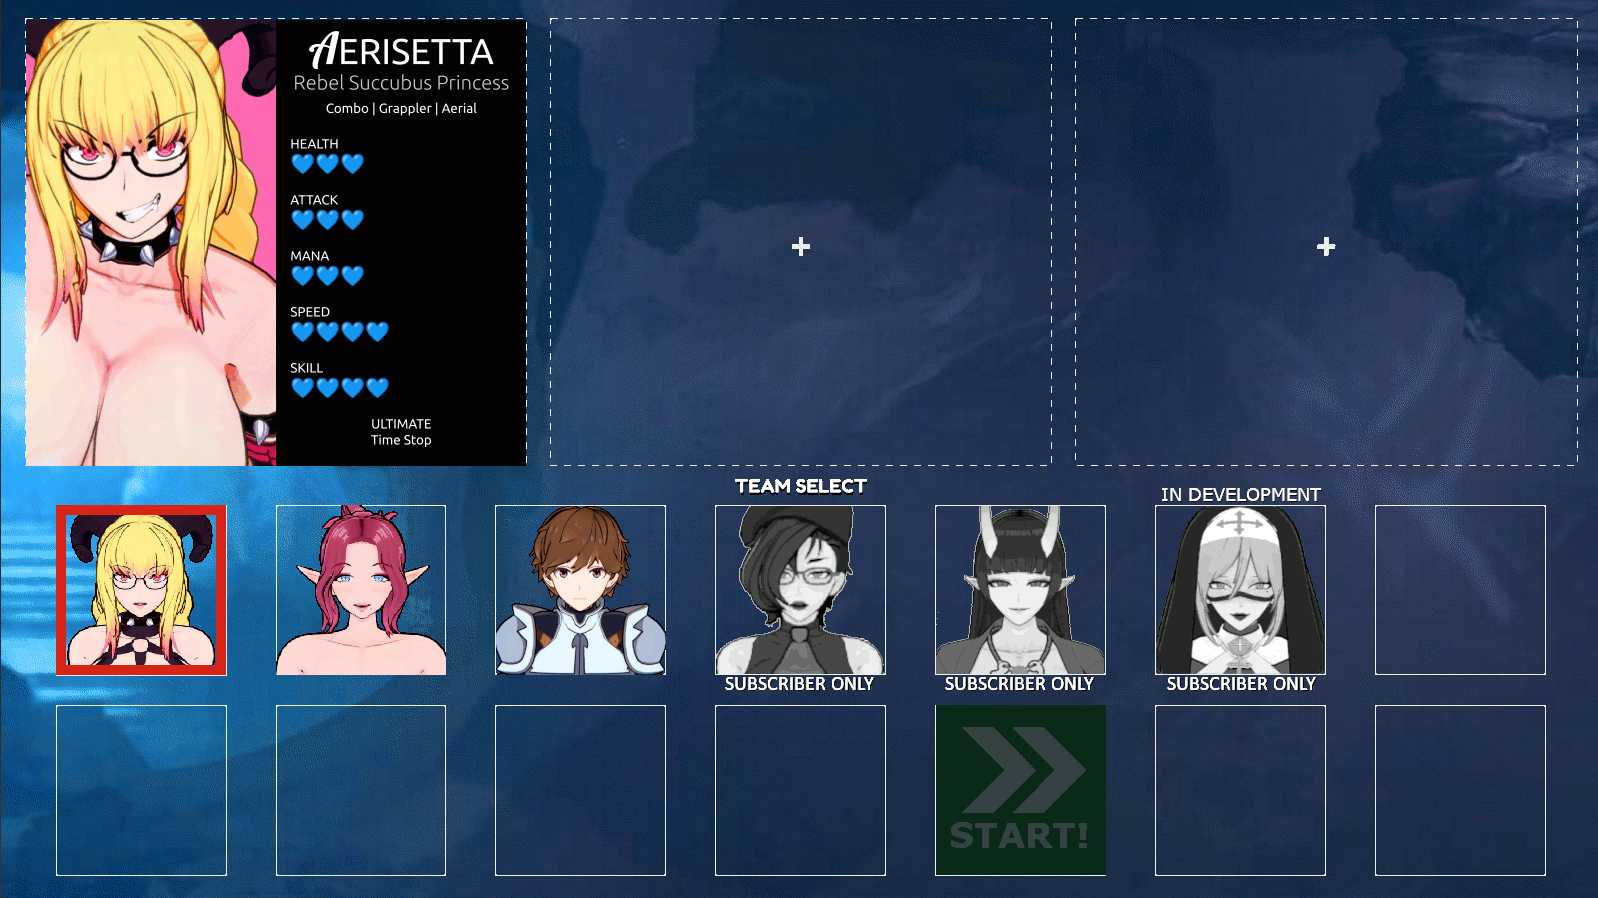 AERISETTA
Rebel Succubus Princess
Combo | Grappler | Aerial
HEALTH
ATTACK
MANA
SPEED
SKILL
ULTIMATE
Time Stop
+
+
TEAM SELECT
IN DEVELOPMENT
SUBSCRIBER ONLY
SUBSCRIBER ONLY
SUBSCRIBER ONLY
START!